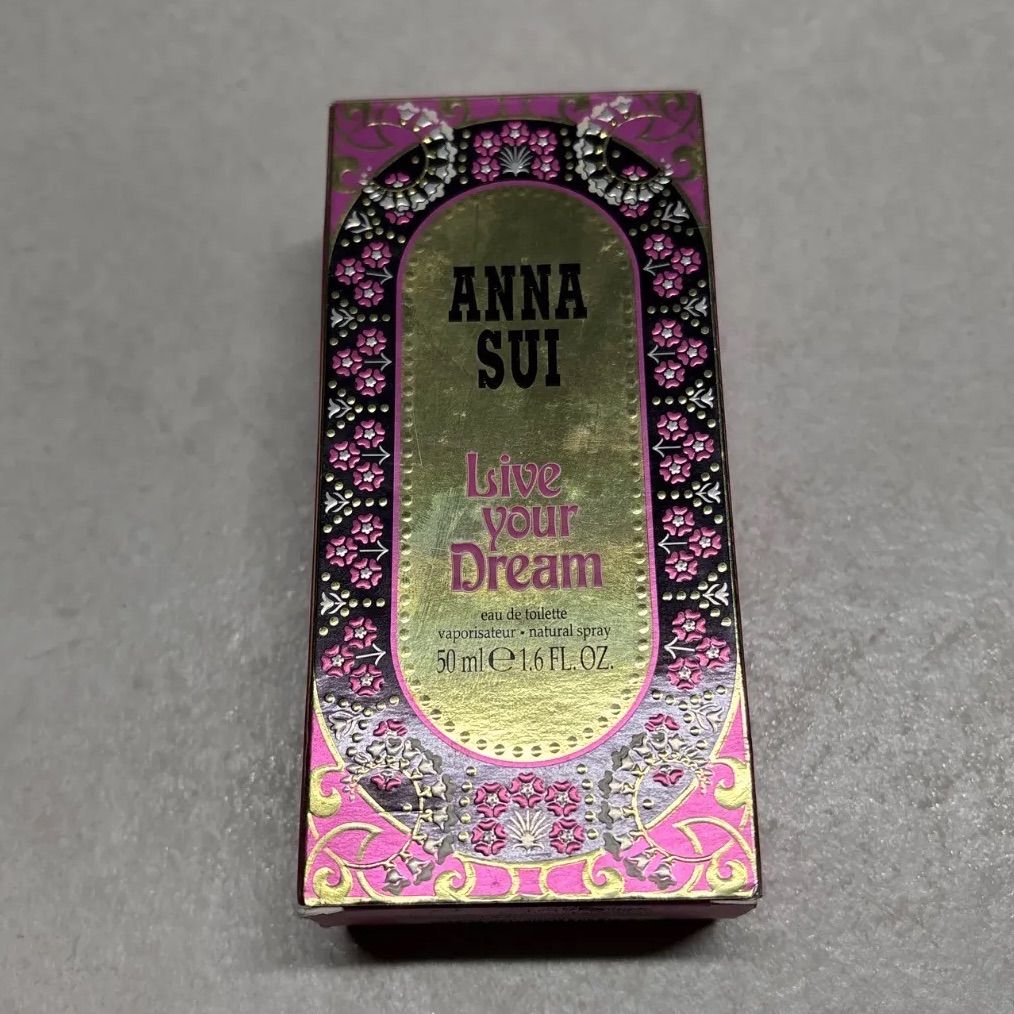 ANNA
SUI
Live
your
Dream
eau de toilette
vaporisateur • natural spray
50 ml ℮ 1.6 FL. OZ.